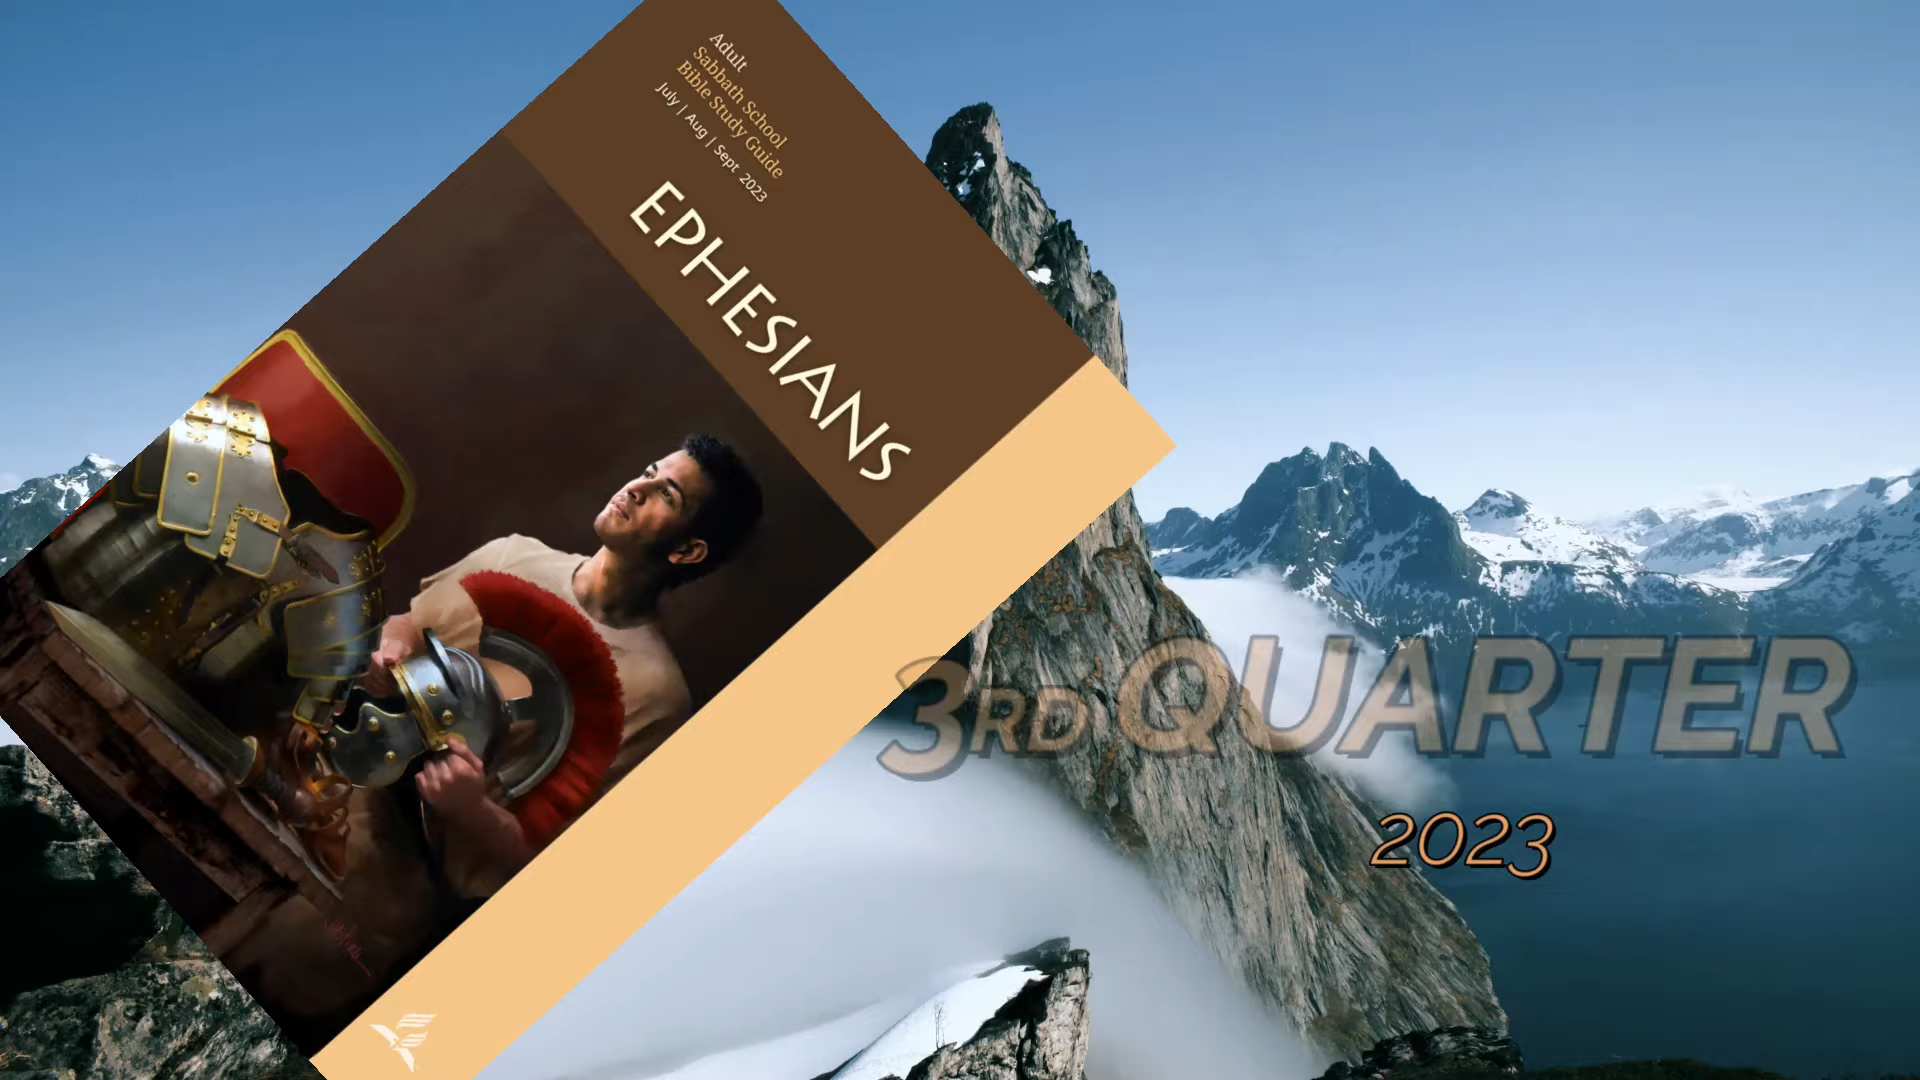 Adult
Sabbath School
Bible Study Guide
July | Aug | Sept 2023
EPHESIANS
3RD QUARTER
2023